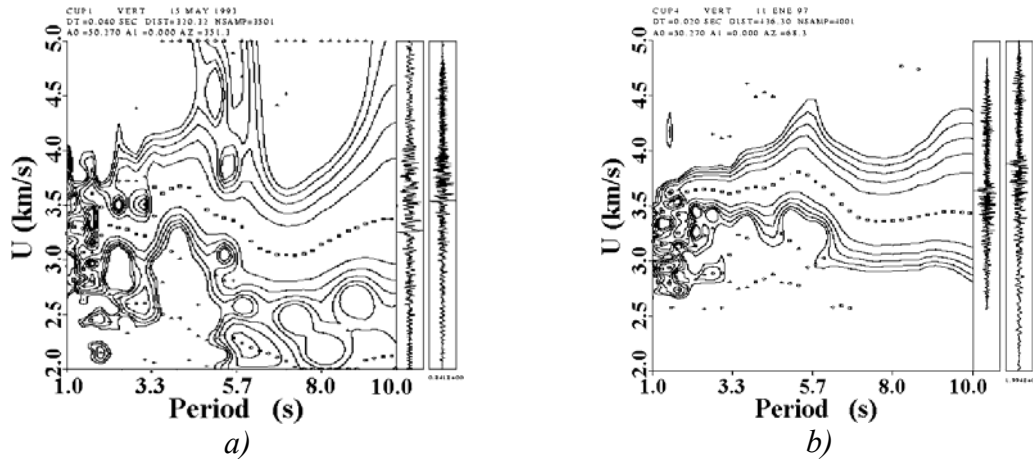 CUP1 VERT 15 MAY 1993
DT=0.040 SEC DIST=320.32 NSAMP=3501
A0=50.270 A1=0.000 AZ=351.3
U (km/s)
5.0
4.5
4.0
3.5
3.0
2.5
2.0
1.0 3.3 5.7 8.0 10.0
Period (s)
a)
CUP4 VERT 11 ENE 97
DT=0.020 SEC DIST=436.30 NSAMP=4001
A0=50.270 A1=0.000 AZ=68.3
U (km/s)
5.0
4.5
4.0
3.5
3.0
2.5
2.0
1.0 3.3 5.7 8.0 10.0
Period (s)
b)